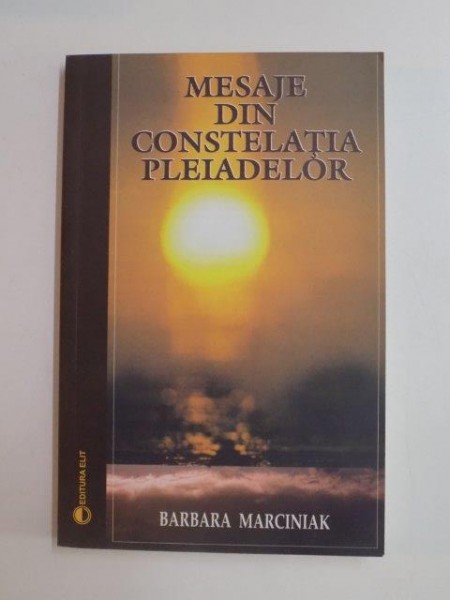 MESAJE
DIN
CONSTELAŢIA
PLEIADELOR
EDITURA ELIT
BARBARA MARCINIAK